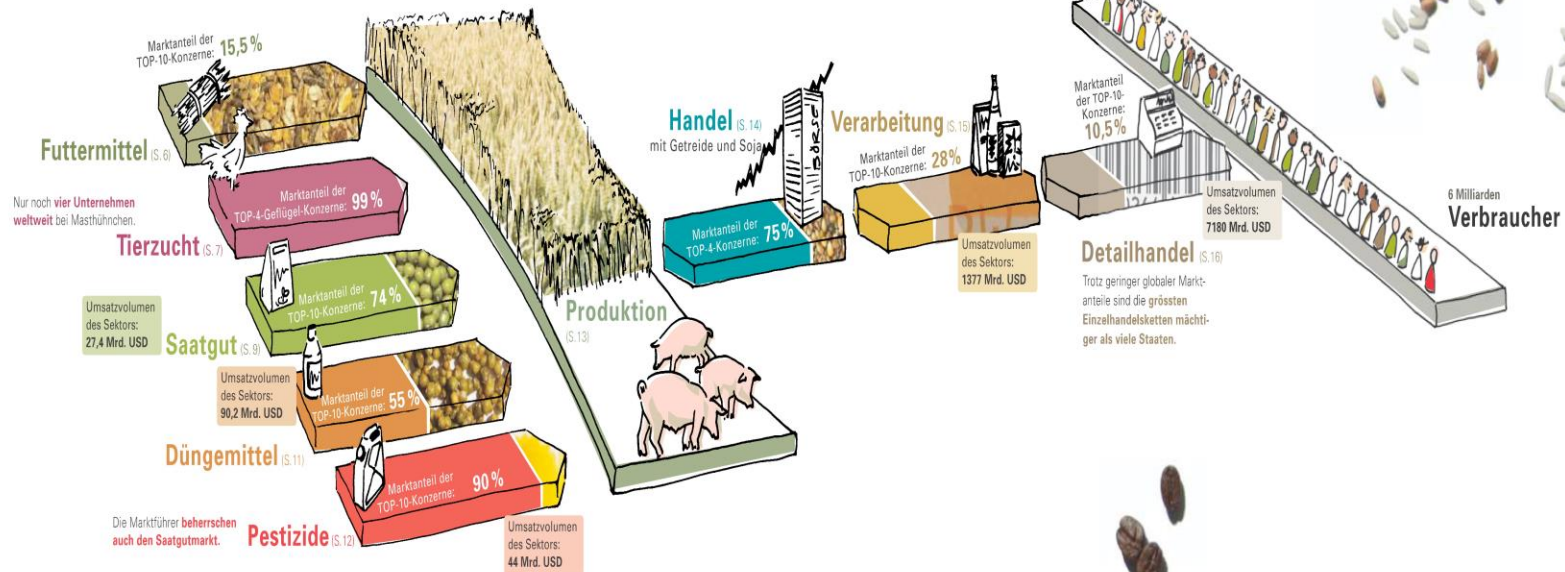 Marktanteil der
TOP-10-Konzerne: 15,5 %
Futtermittel (S. 6)
Nur noch vier Unternehmen
weltweit bei Masthühnchen.
Marktanteil der
TOP-4-Geflügel-Konzerne: 99 %
Tierzucht (S. 7)
Marktanteil der
TOP-10-Konzerne: 74 %
Umsatzvolumen
des Sektors:
27,4 Mrd. USD
Saatgut (S. 9)
Umsatzvolumen
des Sektors:
90,2 Mrd. USD
Marktanteil der
TOP-10-Konzerne: 55 %
Düngemittel (S. 11)
Marktanteil der
TOP-10-Konzerne: 90 %
Die Marktführer beherrschen
auch den Saatgutmarkt.
Pestizide (S. 12)
Umsatzvolumen
des Sektors:
44 Mrd. USD
Produktion
(S. 13)
Handel (S. 14)
mit Getreide und Soja
BÖRSE
Marktanteil der
TOP-4-Konzerne: 75 %
Verarbeitung (S. 15)
Marktanteil der
TOP-10-Konzerne: 28 %
Umsatzvolumen
des Sektors:
1377 Mrd. USD
Marktanteil
der TOP-10-
Konzerne:
10,5 %
Umsatzvolumen
des Sektors:
7180 Mrd. USD
Detailhandel (S. 16)
Trotz geringer globaler Markt-
anteile sind die grössten
Einzelhandelsketten mächti-
ger als viele Staaten.
6 Milliarden
Verbraucher